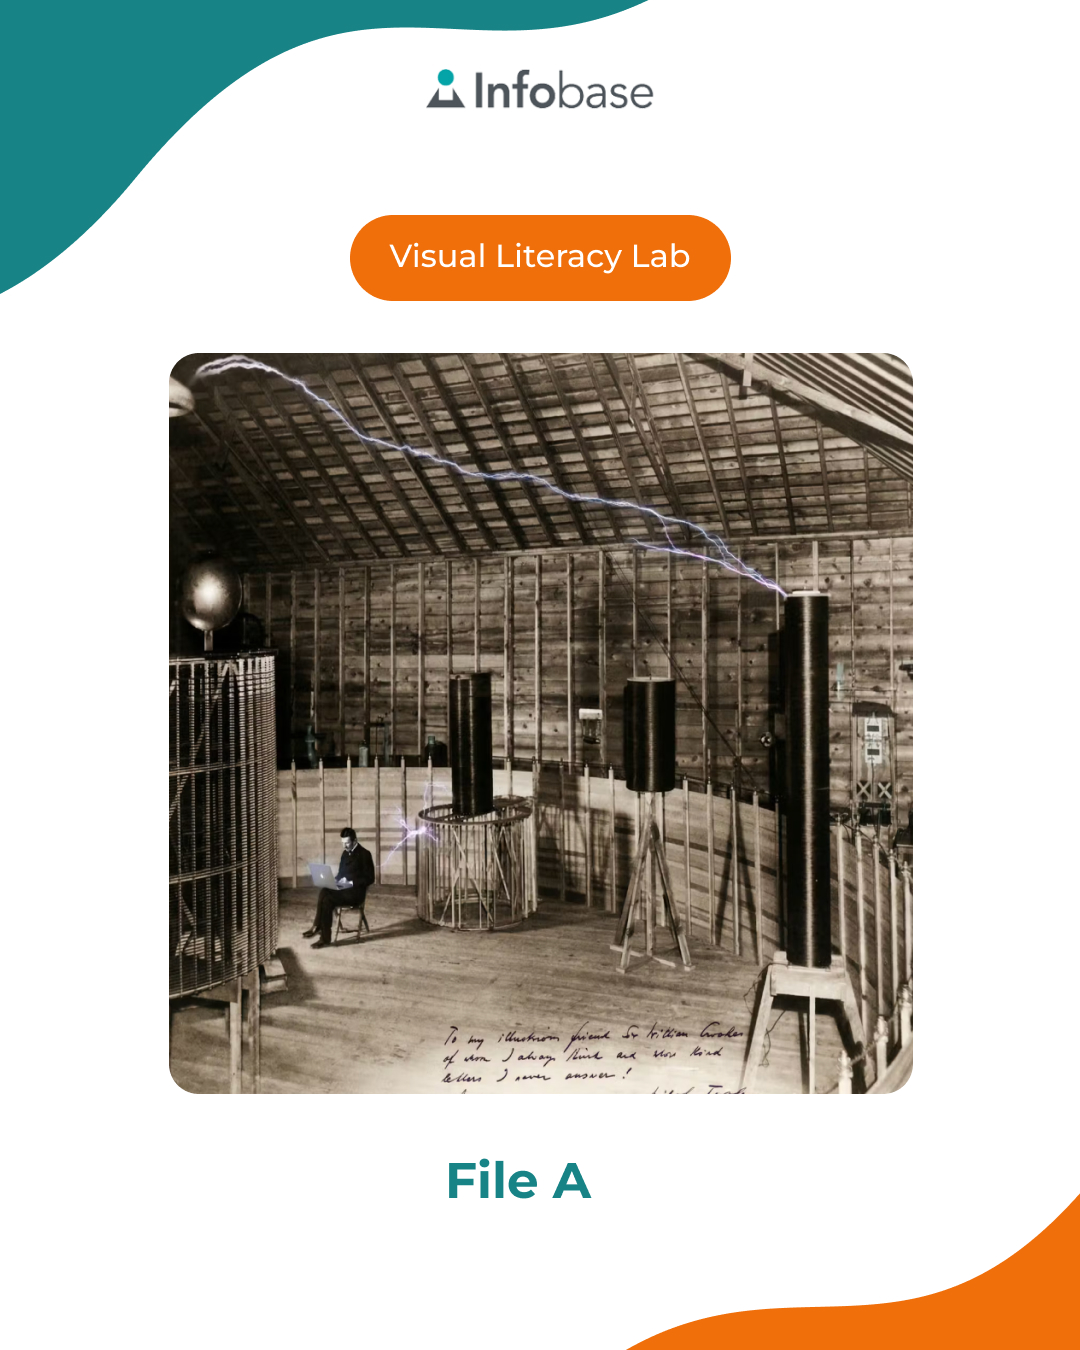 Infobase
Visual Literacy Lab
To my illustrious friend Sir William Crookes
of whom I always think and whose kind
letters I never answer!
File A